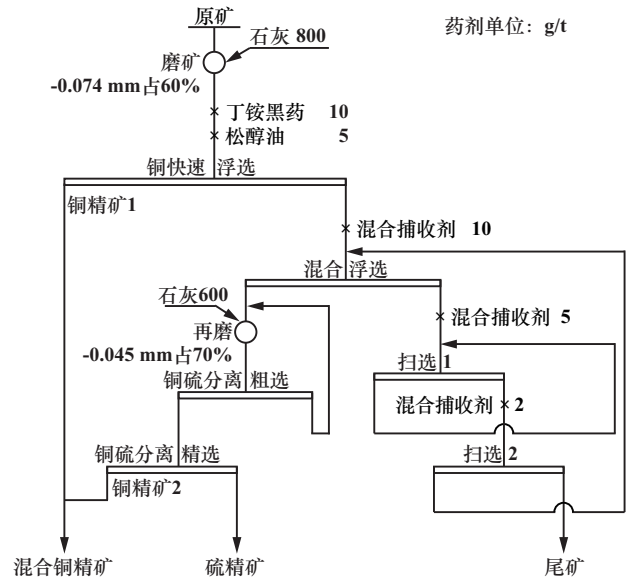 原矿
药剂单位：g/t
石灰 800
磨矿
-0.074 mm占60%
丁铵黑药 10
松醇油 5
铜快速 浮选
铜精矿1
混合捕收剂 10
混合 浮选
石灰600
混合捕收剂 5
再磨
-0.045 mm占70%
扫选 1
铜硫分离 粗选
混合捕收剂 2
铜硫分离 精选
扫选 2
铜精矿2
混合铜精矿
硫精矿
尾矿